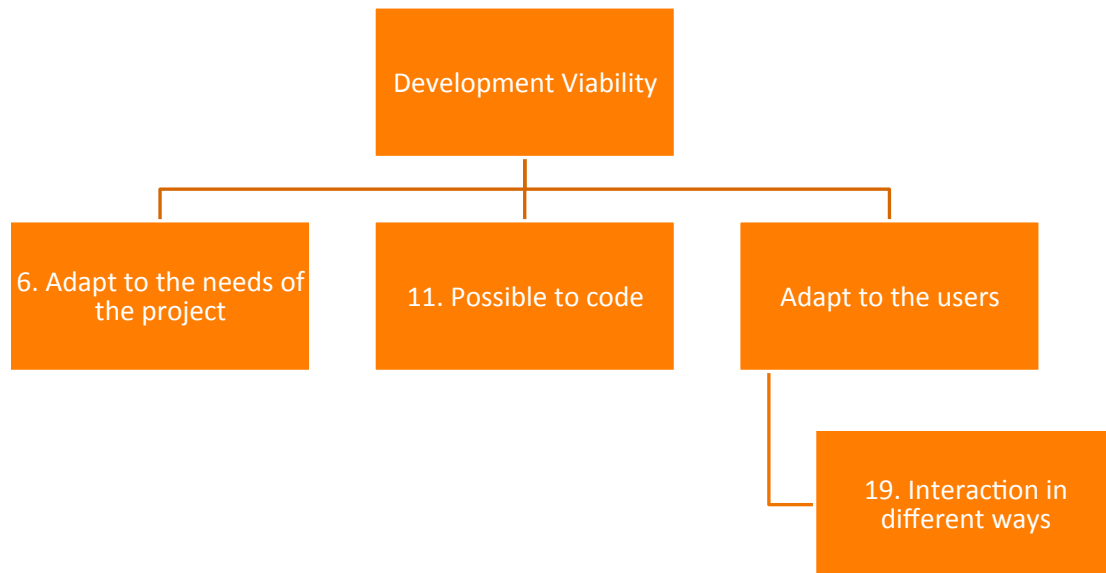 Development Viability
6. Adapt to the needs of
the project
11. Possible to code
Adapt to the users
19. Interaction in
different ways